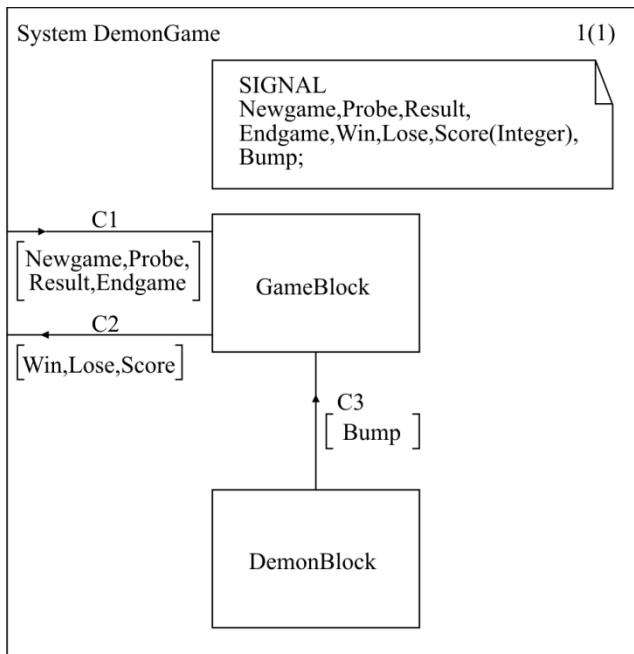 System DemonGame
1(1)
SIGNAL
Newgame,Probe,Result,
Endgame,Win,Lose,Score(Integer),
Bump;
C1
[Newgame,Probe,
Result,Endgame]
GameBlock
C2
[Win,Lose,Score]
C3
[Bump]
DemonBlock